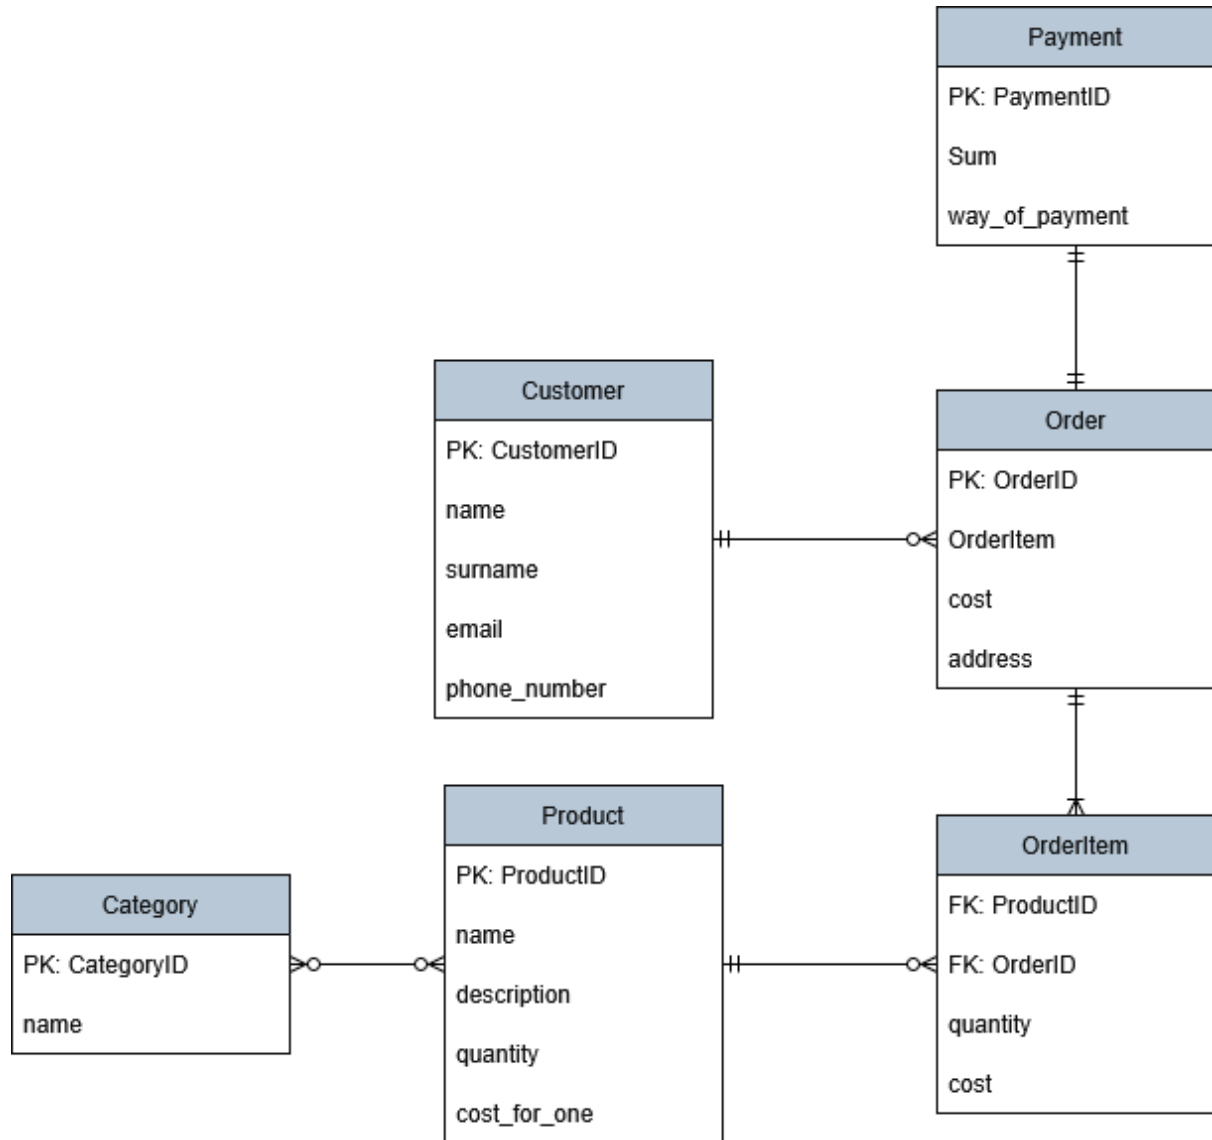 Payment
PK: PaymentID
Sum
way_of_payment
Customer
PK: CustomerID
name
surname
email
phone_number
Order
PK: OrderID
OrderItem
cost
address
Category
PK: CategoryID
name
Product
PK: ProductID
name
description
quantity
cost_for_one
OrderItem
FK: ProductID
FK: OrderID
quantity
cost